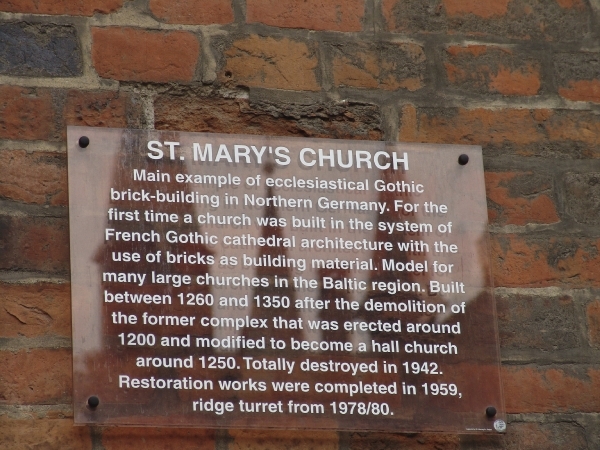 ST. MARY'S CHURCH
Main example of ecclesiastical Gothic
brick-building in Northern Germany. For the
first time a church was built in the system of
French Gothic cathedral architecture with the
use of bricks as building material. Model for
many large churches in the Baltic region. Built
between 1260 and 1350 after the demolition of
the former complex that was erected around
1200 and modified to become a hall church
around 1250. Totally destroyed in 1942.
Restoration works were completed in 1959,
ridge turret from 1978/80.